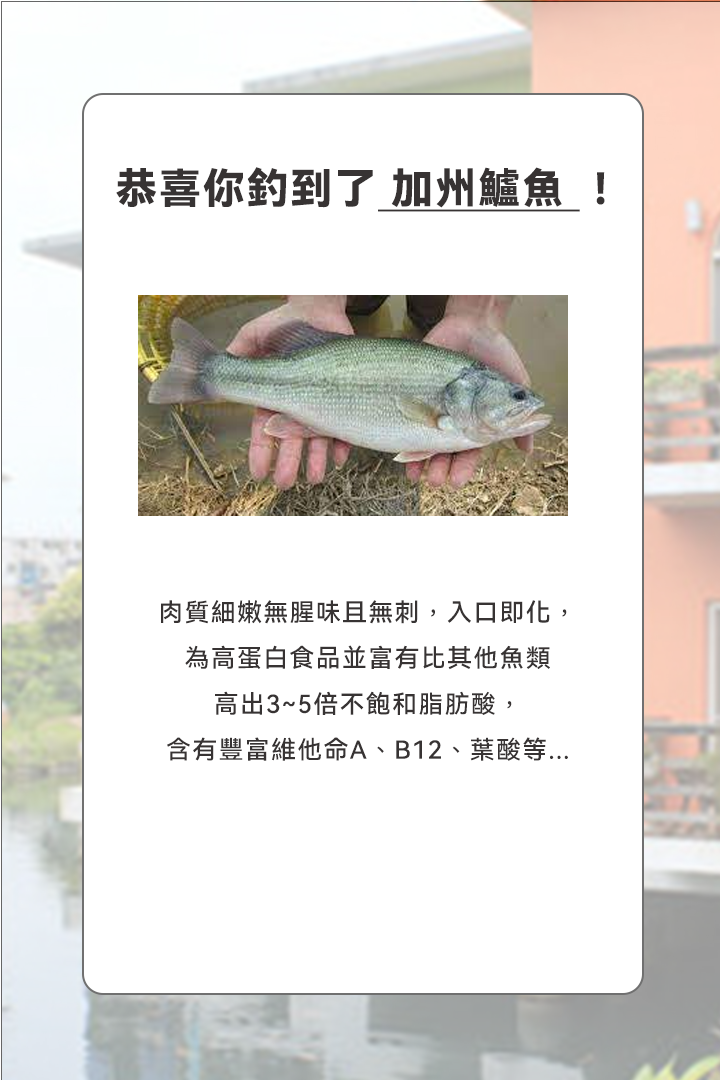 恭喜你釣到了 加州鱸魚 ！
肉質細嫩無腥味且無刺，入口即化，
為高蛋白食品並富有比其他魚類
高出3~5倍不飽和脂肪酸，
含有豐富維他命A、B12、葉酸等...